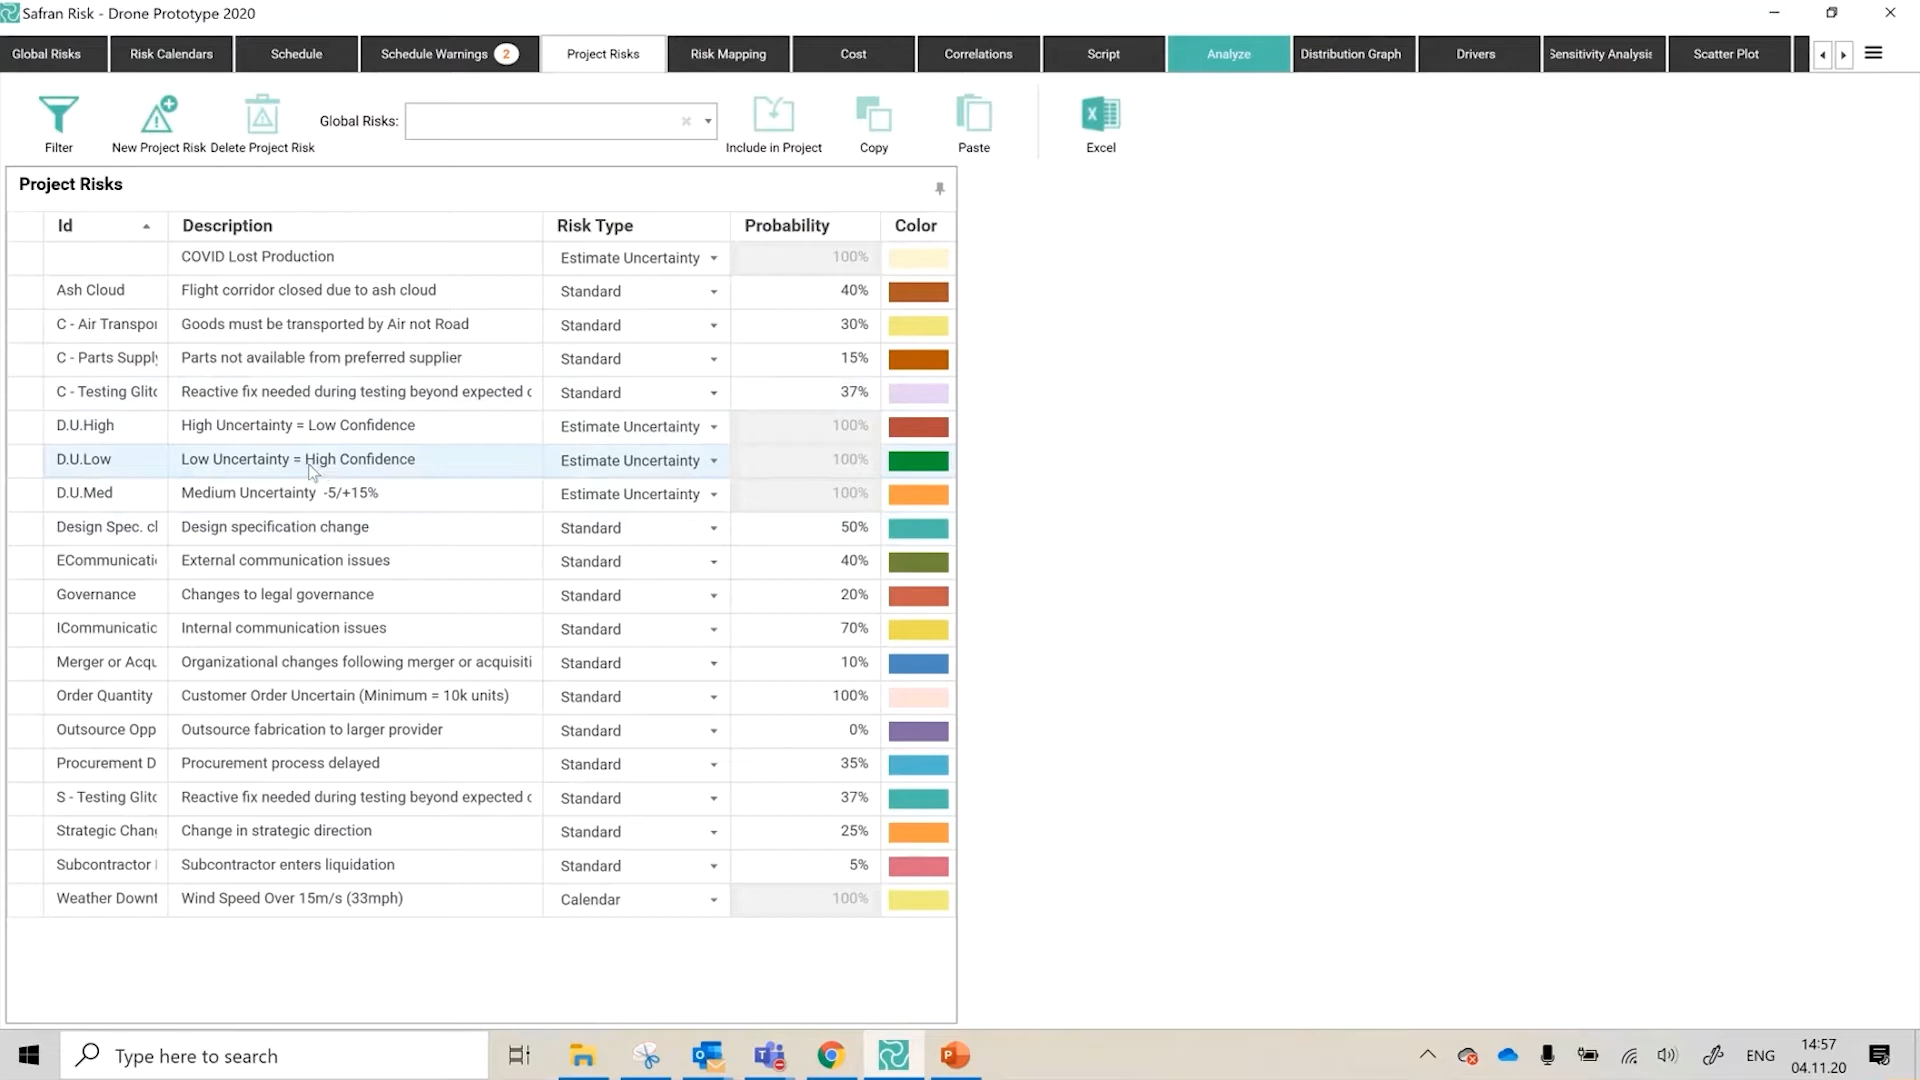 Safran Risk - Drone Prototype 2020
Global Risks Risk Calendars Schedule Schedule Warnings 2 Project Risks Risk Mapping Cost Correlations Script Analyze Distribution Graph Drivers Sensitivity Analysis Scatter Plot
Filter New Project Risk Delete Project Risk Global Risks: Include in Project Copy Paste Excel
Project Risks
Id Description Risk Type Probability Color
COVID Lost Production Estimate Uncertainty 100%
Ash Cloud Flight corridor closed due to ash cloud Standard 40%
C - Air Transpor Goods must be transported by Air not Road Standard 30%
C - Parts Supply Parts not available from preferred supplier Standard 15%
C - Testing Glitc Reactive fix needed during testing beyond expected c Standard 37%
D.U.High High Uncertainty = Low Confidence Estimate Uncertainty 100%
D.U.Low Low Uncertainty = High Confidence Estimate Uncertainty 100%
D.U.Med Medium Uncertainty -5/+15% Estimate Uncertainty 100%
Design Spec. cl Design specification change Standard 50%
ECommunicati External communication issues Standard 40%
Governance Changes to legal governance Standard 20%
ICommunicatic Internal communication issues Standard 70%
Merger or Acqu Organizational changes following merger or acquisiti Standard 10%
Order Quantity Customer Order Uncertain (Minimum = 10k units) Standard 100%
Outsource Opp Outsource fabrication to larger provider Standard 0%
Procurement D Procurement process delayed Standard 35%
S - Testing Glitc Reactive fix needed during testing beyond expected c Standard 37%
Strategic Chang Change in strategic direction Standard 25%
Subcontractor Subcontractor enters liquidation Standard 5%
Weather Downt Wind Speed Over 15m/s (33mph) Calendar 100%
Type here to search ENG 14:57
04.11.20